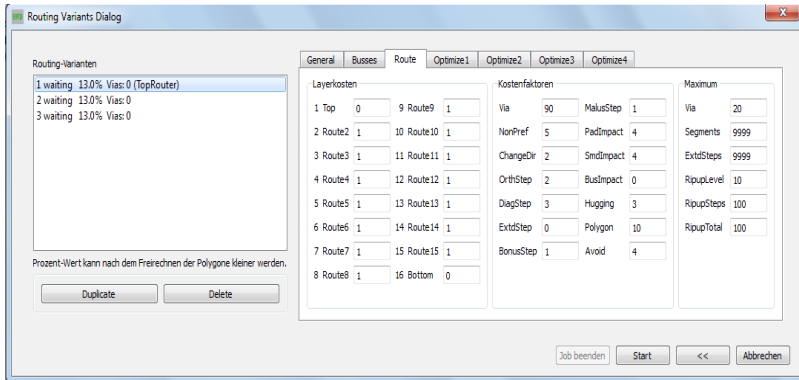 Routing Variants Dialog
x
Routing-Varianten
1 waiting 13.0% Vias: 0 (TopRouter)
2 waiting 13.0% Vias: 0
3 waiting 13.0% Vias: 0
Prozent-Wert kann nach dem Freirechnen der Polygone kleiner werden.
Duplicate Delete
General Busses Route Optimize1 Optimize2 Optimize3 Optimize4
Layerkosten
1 Top 0 9 Route9 1
2 Route2 1 10 Route10 1
3 Route3 1 11 Route11 1
4 Route4 1 12 Route12 1
5 Route5 1 13 Route13 1
6 Route6 1 14 Route14 1
7 Route7 1 15 Route15 1
8 Route8 1 16 Bottom 0
Kostenfaktoren
Via 90 MalusStep 1
NonPref 5 PadImpact 4
ChangeDir 2 SmdImpact 4
OrthStep 2 BusImpact 0
DiagStep 3 Hugging 3
ExtdStep 0 Polygon 10
BonusStep 1 Avoid 4
Maximum
Via 20
Segments 9999
ExtdSteps 9999
RipupLevel 10
RipupSteps 100
RipupTotal 100
Job beenden Start << Abbrechen